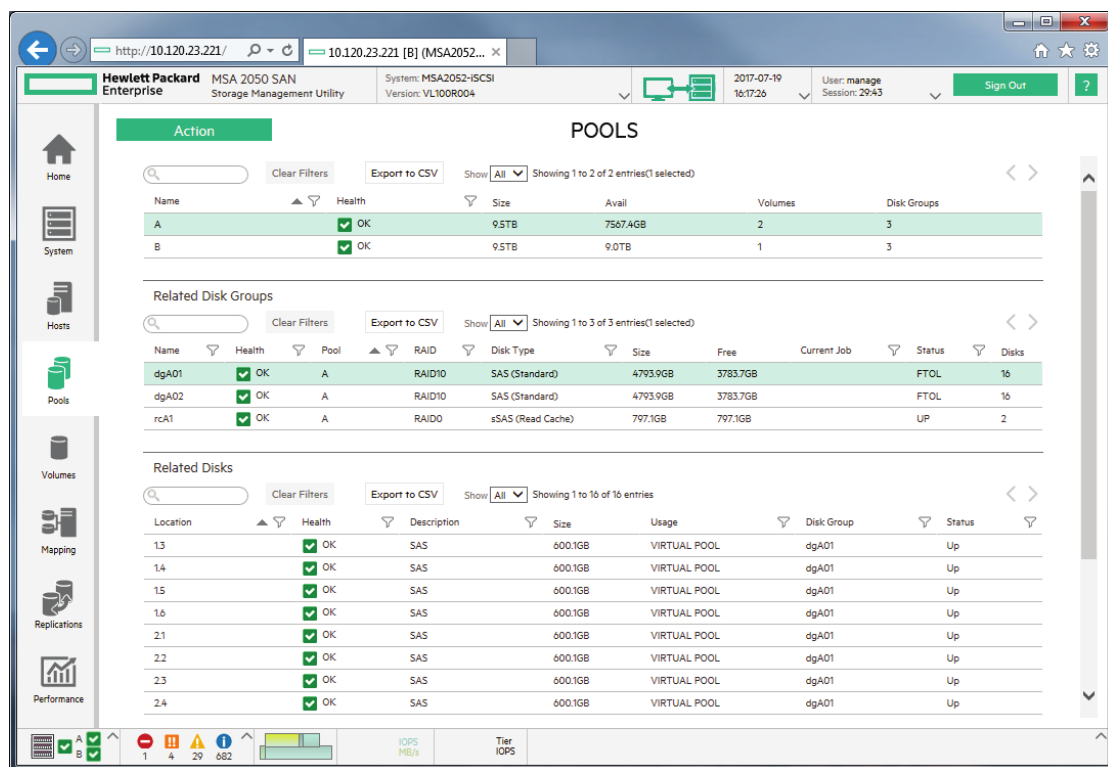 http://10.120.23.221/
10.120.23.221 [B] (MSA2052...
Hewlett Packard Enterprise
MSA 2050 SAN
Storage Management Utility
System: MSA2052-iSCSI
Version: VL100R004
2017-07-19
16:17:26
User: manage
Session: 29:43
Sign Out
?
Home
System
Hosts
Pools
Volumes
Mapping
Replications
Performance
Action
POOLS
Clear Filters Export to CSV Show All Showing 1 to 2 of 2 entries(1 selected)
Name Health Size Avail Volumes Disk Groups
A OK 9.5TB 7567.4GB 2 3
B OK 9.5TB 9.0TB 1 3
Related Disk Groups
Clear Filters Export to CSV Show All Showing 1 to 3 of 3 entries(1 selected)
Name Health Pool RAID Disk Type Size Free Current Job Status Disks
dgA01 OK A RAID10 SAS (Standard) 4793.9GB 3783.7GB FTOL 16
dgA02 OK A RAID10 SAS (Standard) 4793.9GB 3783.7GB FTOL 16
rcA1 OK A RAID0 sSAS (Read Cache) 797.1GB 797.1GB UP 2
Related Disks
Clear Filters Export to CSV Show All Showing 1 to 16 of 16 entries
Location Health Description Size Usage Disk Group Status
1.3 OK SAS 600.1GB VIRTUAL POOL dgA01 Up
1.4 OK SAS 600.1GB VIRTUAL POOL dgA01 Up
1.5 OK SAS 600.1GB VIRTUAL POOL dgA01 Up
1.6 OK SAS 600.1GB VIRTUAL POOL dgA01 Up
2.1 OK SAS 600.1GB VIRTUAL POOL dgA01 Up
2.2 OK SAS 600.1GB VIRTUAL POOL dgA01 Up
2.3 OK SAS 600.1GB VIRTUAL POOL dgA01 Up
2.4 OK SAS 600.1GB VIRTUAL POOL dgA01 Up
A
B
1 4 29 682
IOPS
MB/s
Tier
IOPS